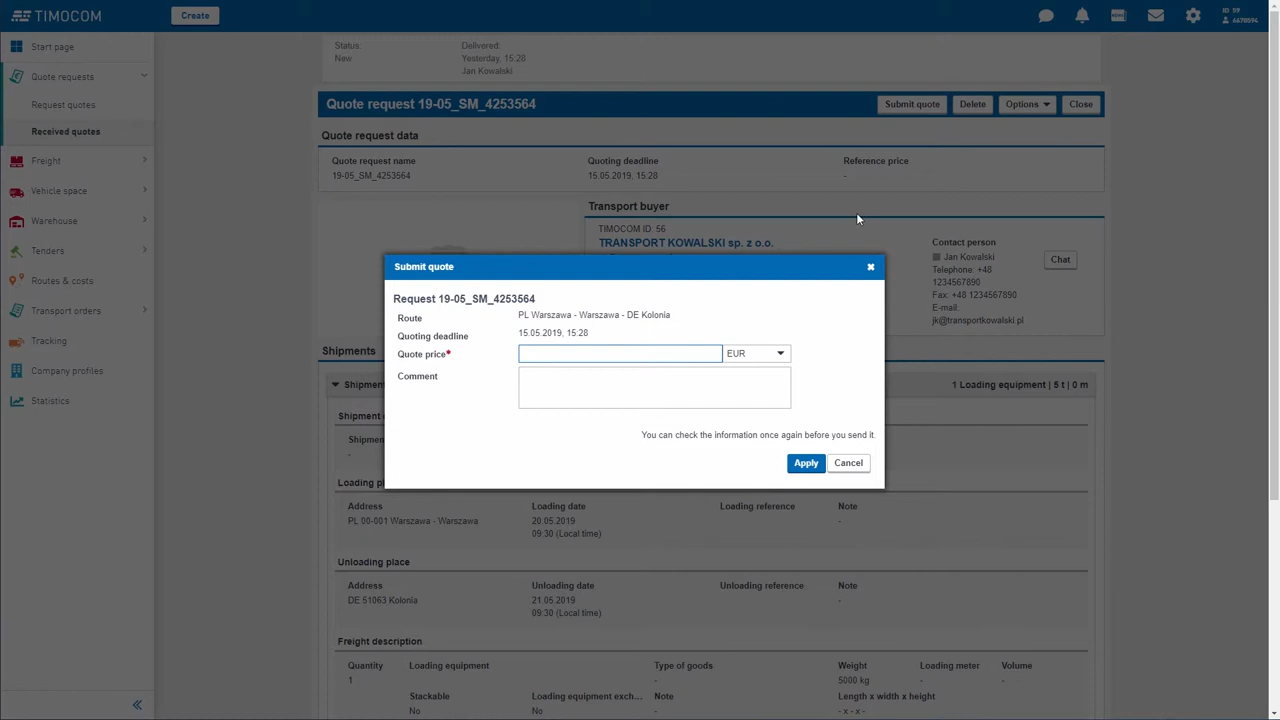 TIMOCOM
Create
ID 59
6678594
Start page
Quote requests
Request quotes
Received quotes
Freight
Vehicle space
Warehouse
Tenders
Routes & costs
Transport orders
Tracking
Company profiles
Statistics
Status:
New
Delivered:
Yesterday, 15:28
Jan Kowalski
Quote request 19-05_SM_4253564
Submit quote
Delete
Options
Close
Quote request data
Quote request name
19-05_SM_4253564
Quoting deadline
15.05.2019, 15:28
Reference price
-
Transport buyer
TIMOCOM ID: 56
TRANSPORT KOWALSKI sp. z o.o.
Contact person
Jan Kowalski
Telephone: +48
1234567890
Fax: +48 1234567890
E-mail:
jk@transportkowalski.pl
Chat
Submit quote
Request 19-05_SM_4253564
Route PL Warszawa - Warszawa - DE Kolonia
Quoting deadline 15.05.2019, 15:28
Quote price* EUR
Comment
You can check the information once again before you send it.
Apply
Cancel
Shipments
1 Loading equipment | 5 t | 0 m
-
Address
PL 00-001 Warszawa - Warszawa
Loading date
20.05.2019
09:30 (Local time)
Loading reference
Note
-
Unloading place
Address
DE 51063 Kolonia
Unloading date
21.05.2019
09:30 (Local time)
Unloading reference
Note
-
Freight description
Quantity
1
Loading equipment
Type of goods
-
Weight
5000 kg
Loading meter
-
Volume
-
Stackable
No
Loading equipment exch...
No
Note
-
Length x width x height
- x - x -